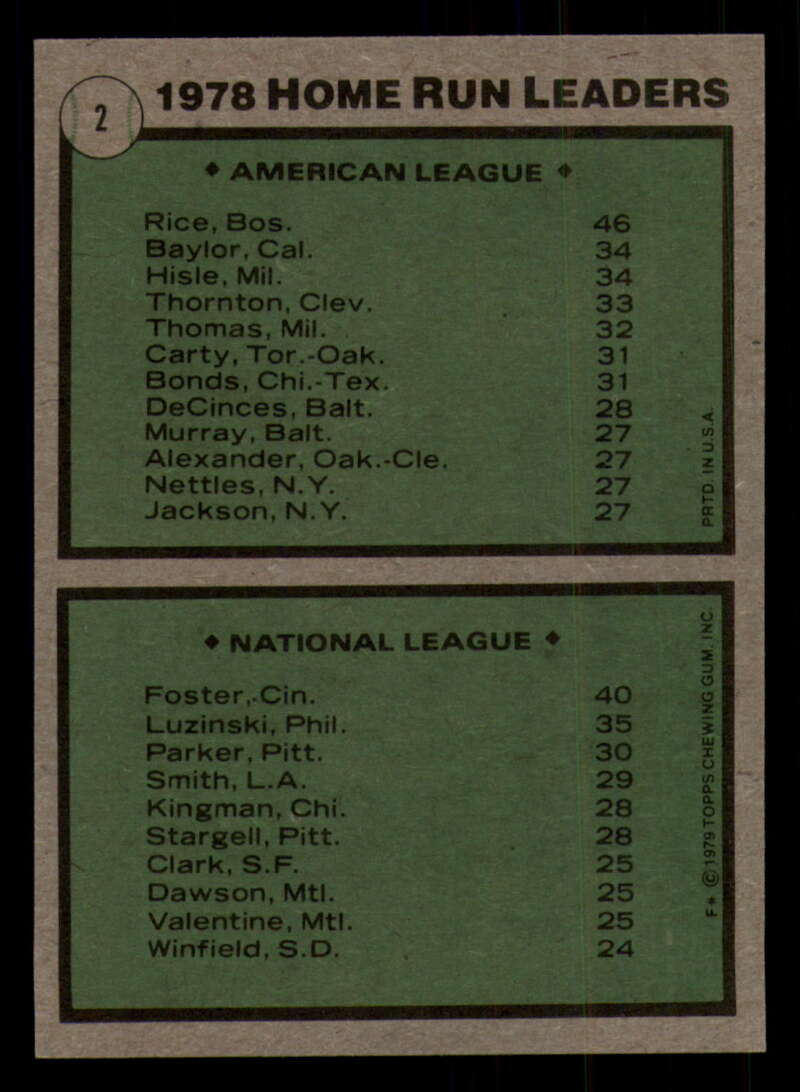 2
1978 HOME RUN LEADERS
♦ AMERICAN LEAGUE ♦
Rice, Bos. 46
Baylor, Cal. 34
Hisle, Mil. 34
Thornton, Clev. 33
Thomas, Mil. 32
Carty, Tor.-Oak. 31
Bonds, Chi.-Tex. 31
DeCinces, Balt. 28
Murray, Balt. 27
Alexander, Oak.-Cle. 27
Nettles, N.Y. 27
Jackson, N.Y. 27
PRTD. IN U.S.A.
♦ NATIONAL LEAGUE ♦
Foster, Cin. 40
Luzinski, Phil. 35
Parker, Pitt. 30
Smith, L.A. 29
Kingman, Chi. 28
Stargell, Pitt. 28
Clark, S.F. 25
Dawson, Mtl. 25
Valentine, Mtl. 25
Winfield, S.D. 24
F* © 1979 TOPPS CHEWING GUM, INC